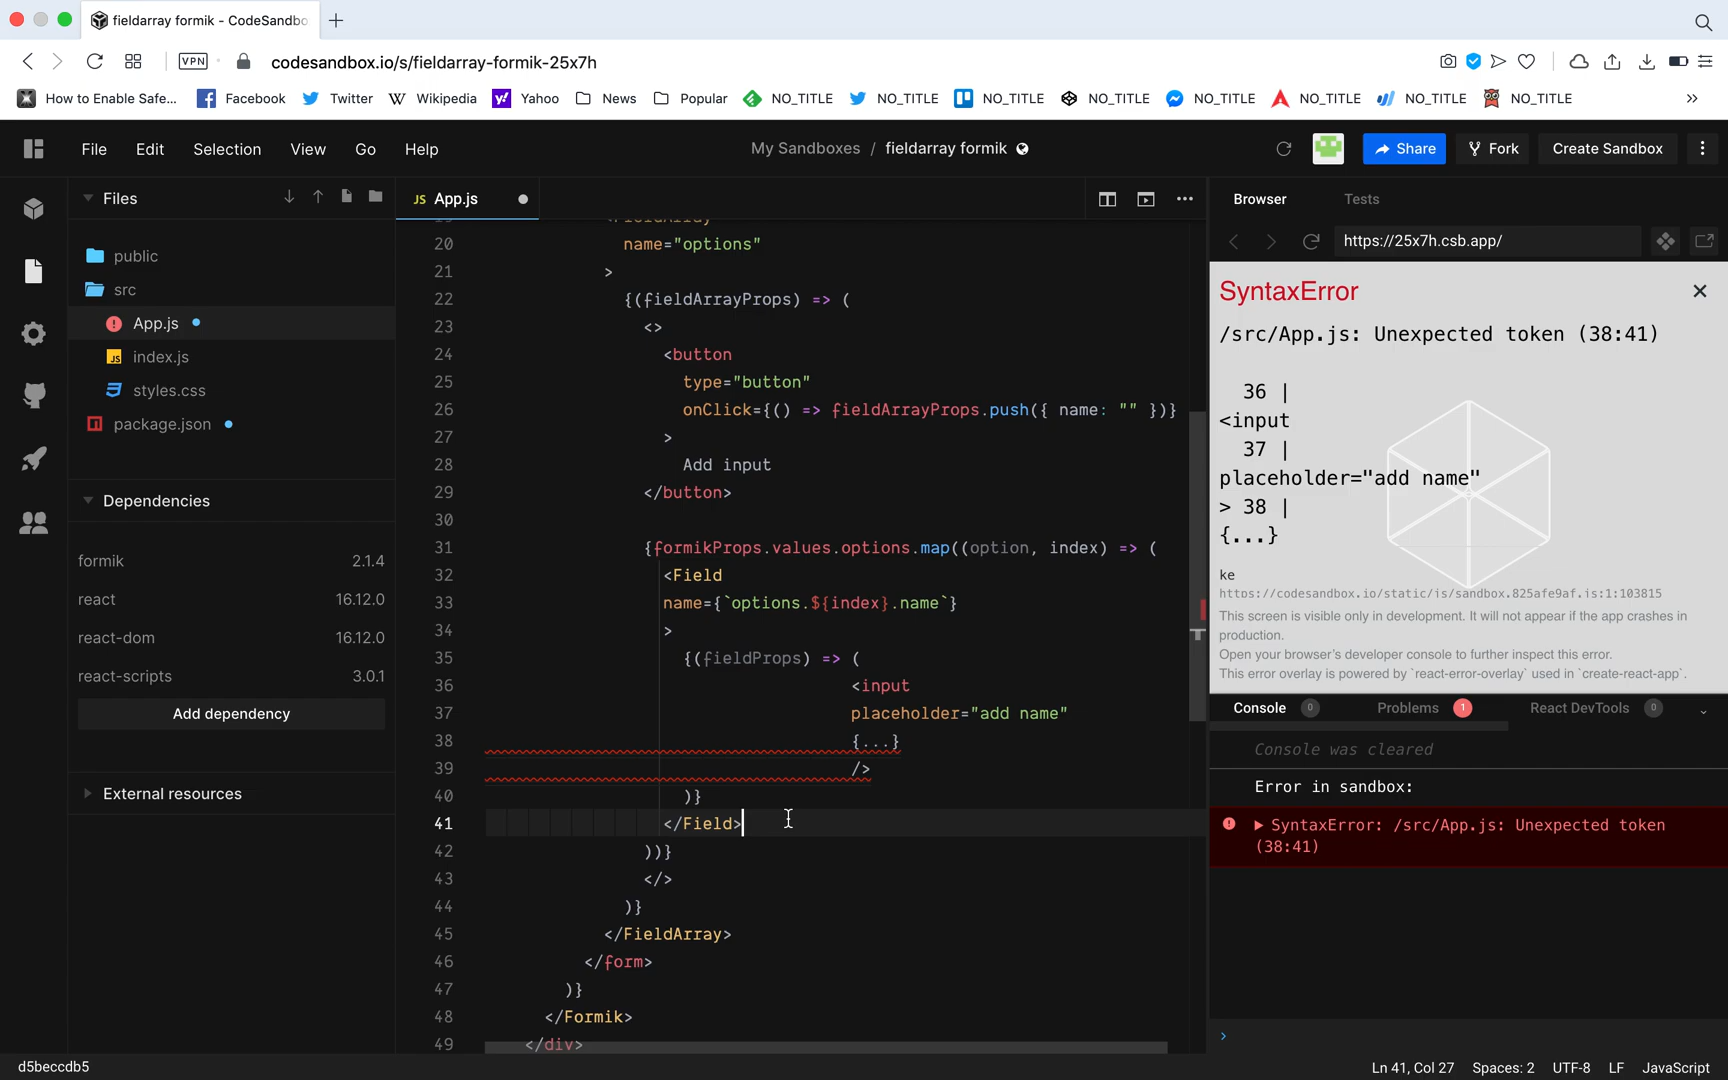 fieldarray formik - CodeSandbo
VPN
codesandbox.io/s/fieldarray-formik-25x7h
How to Enable Safe...
Facebook
Twitter
Wikipedia
Yahoo
News
Popular
NO_TITLE
NO_TITLE
NO_TITLE
NO_TITLE
NO_TITLE
NO_TITLE
NO_TITLE
NO_TITLE
File
Edit
Selection
View
Go
Help
My Sandboxes / fieldarray formik
Share
Fork
Create Sandbox
Files
public
src
App.js
index.js
styles.css
package.json
Dependencies
formik 2.1.4
react 16.12.0
react-dom 16.12.0
react-scripts 3.0.1
Add dependency
External resources
JS App.js
19 <FieldArray
20 name="options"
21 >
22 {(fieldArrayProps) => (
23 <>
24 <button
25 type="button"
26 onClick={() => fieldArrayProps.push({ name: "" })}
27 >
28 Add input
29 </button>
30
31 {formikProps.values.options.map((option, index) => (
32 <Field
33 name={`options.${index}.name`}
34 >
35 {(fieldProps) => (
36 <input
37 placeholder="add name"
38 {...}
39 />
40 )}
41 </Field>
42 ))}
43 </>
44 )}
45 </FieldArray>
46 </form>
47 )}
48 </Formik>
49 </div>
Browser
Tests
https://25x7h.csb.app/
SyntaxError
/src/App.js: Unexpected token (38:41)
36 |
<input
37 |
placeholder="add name"
> 38 |
{...}
ke
https://codesandbox.io/static/js/sandbox.825afe9af.js:1:103815
This screen is visible only in development. It will not appear if the app crashes in
production.
Open your browser's developer console to further inspect this error.
This error overlay is powered by `react-error-overlay` used in `create-react-app`.
Console 0
Problems 1
React DevTools 0
Console was cleared
Error in sandbox:
SyntaxError: /src/App.js: Unexpected token
(38:41)
d5beccdb5
Ln 41, Col 27
Spaces: 2
UTF-8
LF
JavaScript